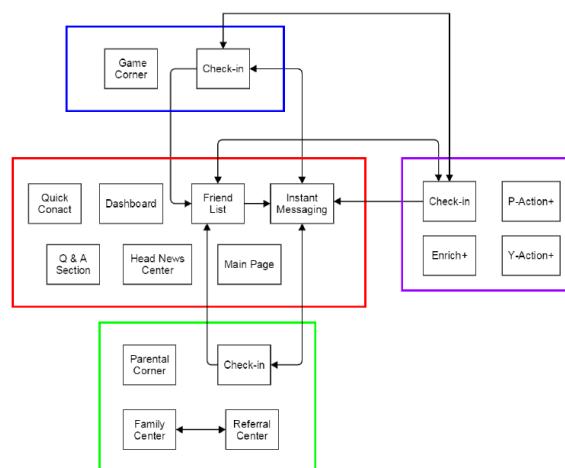 Game
Corner
Check-in
Quick
Conact
Dashboard
Friend
List
Instant
Messaging
Check-in
P-Action+
Q & A
Section
Head News
Center
Main Page
Enrich+
Y-Action+
Parental
Corner
Check-in
Family
Center
Referral
Center